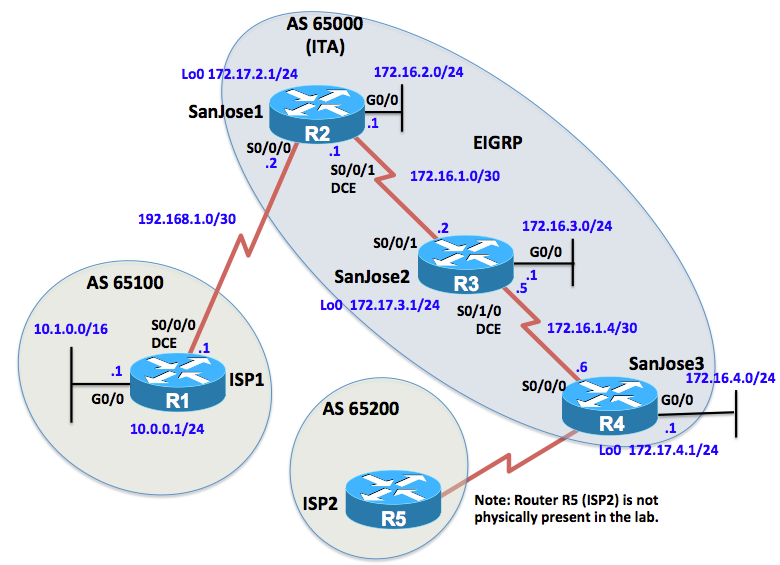 AS 65000
(ITA)
Lo0 172.17.2.1/24
172.16.2.0/24
SanJose1
G0/0
R2
.1
S0/0/0
.2
.1
S0/0/1
DCE
EIGRP
172.16.1.0/30
192.168.1.0/30
.2
172.16.3.0/24
S0/0/1
G0/0
SanJose2
R3
.1
.5
Lo0 172.17.3.1/24
S0/1/0
DCE
172.16.1.4/30
AS 65100
10.1.0.0/16
S0/0/0
DCE
.1
.1
ISP1
G0/0
R1
10.0.0.1/24
.6
SanJose3
172.16.4.0/24
S0/0/0
G0/0
R4
.1
Lo0 172.17.4.1/24
AS 65200
ISP2
R5
Note: Router R5 (ISP2) is not
physically present in the lab.